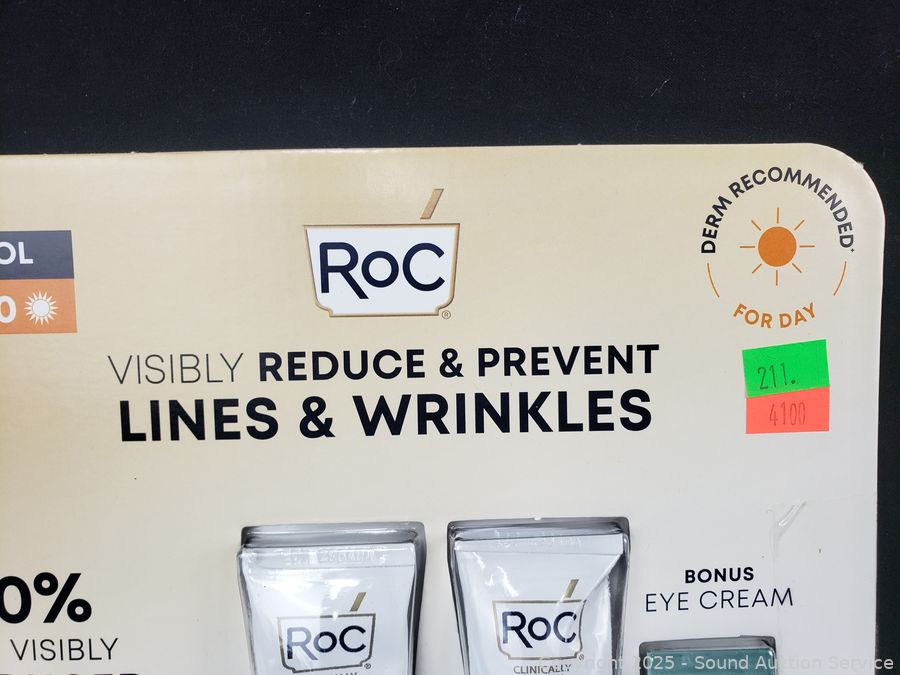 DERM RECOMMENDED*
FOR DAY
OL
0
RoC®
VISIBLY REDUCE & PREVENT
LINES & WRINKLES
211.
4100
0%
VISIBLY
BONUS
EYE CREAM
RoC®
RoC®
CLINICALLY
Copyright 2025 - Sound Auction Service